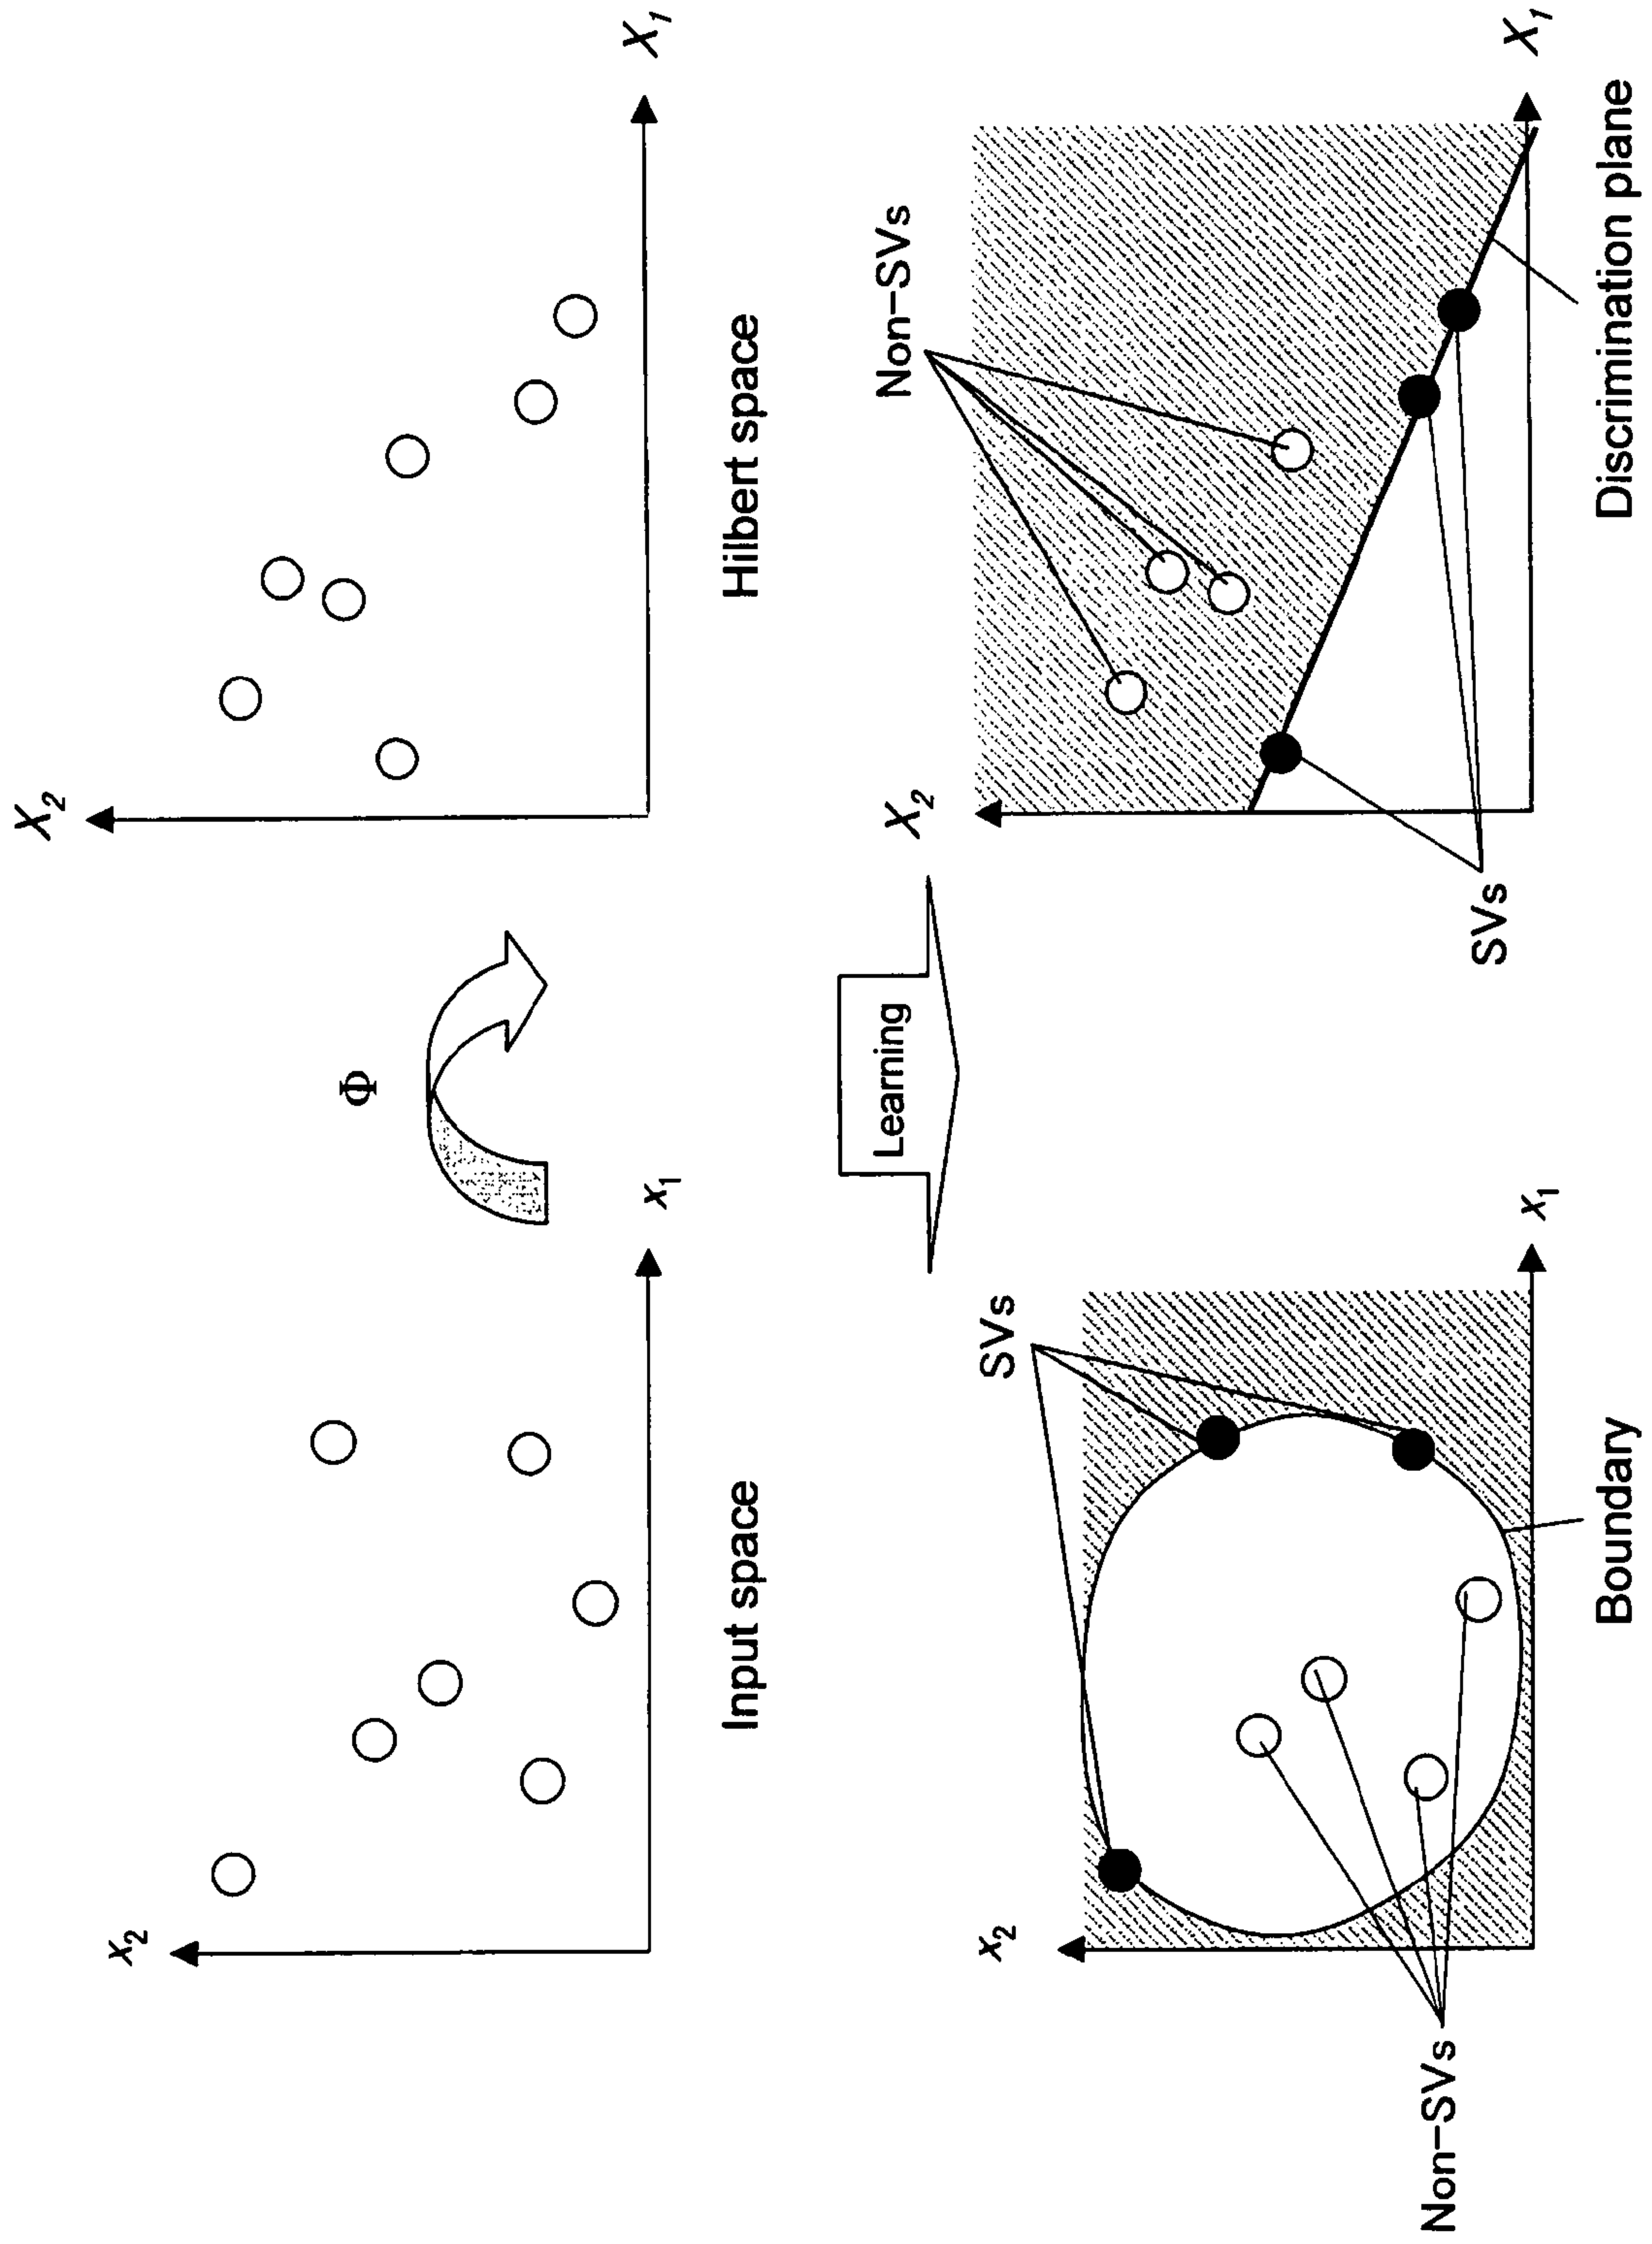 x2
x1
Input space
Φ
X2
X1
Hilbert space
Learning
x2
SVs
x1
Non-SVs
Boundary
X2
Non-SVs
X1
SVs
Discrimination plane